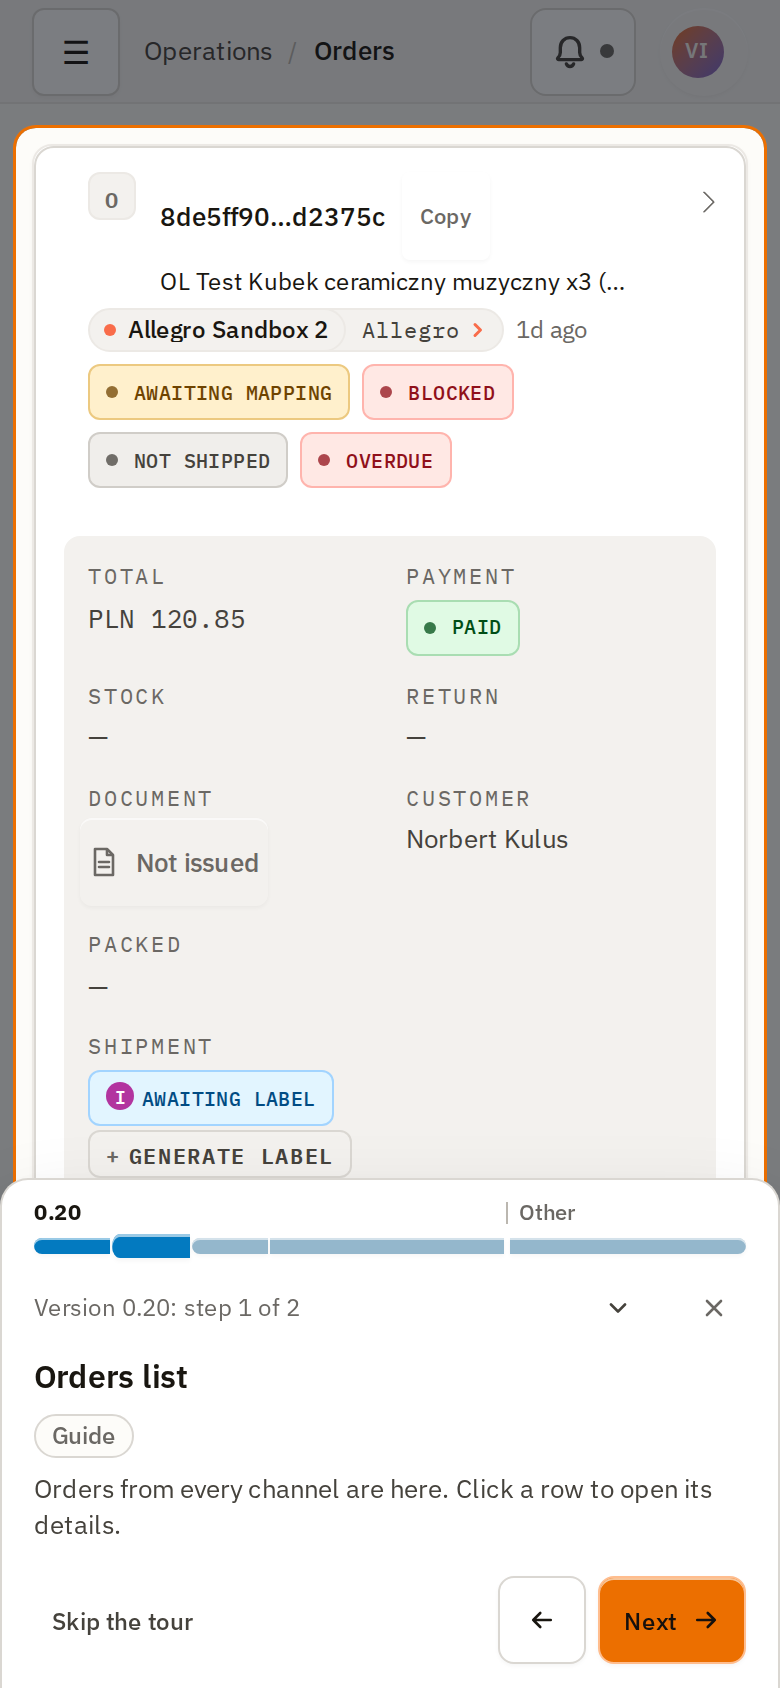 Operations / Orders
VI
0
8de5ff90...d2375c
Copy
OL Test Kubek ceramiczny muzyczny x3 (...
Allegro Sandbox 2
Allegro
1d ago
AWAITING MAPPING
BLOCKED
NOT SHIPPED
OVERDUE
TOTAL
PAYMENT
PLN 120.85
PAID
STOCK
RETURN
—
—
DOCUMENT
CUSTOMER
Not issued
Norbert Kulus
PACKED
—
SHIPMENT
I AWAITING LABEL
+ GENERATE LABEL
0.20
Other
Version 0.20: step 1 of 2
Orders list
Guide
Orders from every channel are here. Click a row to open its
details.
Skip the tour
Next